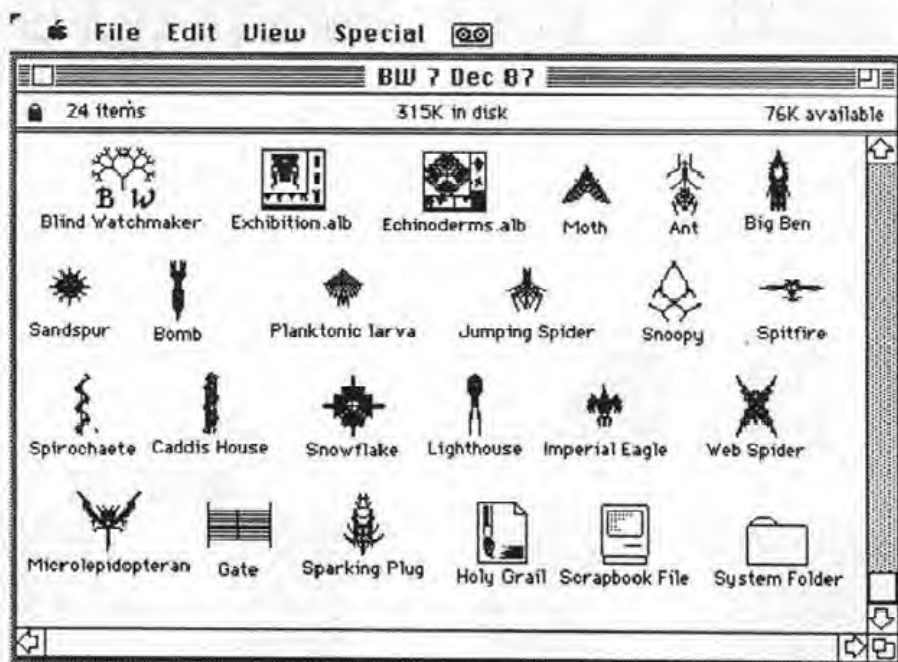 File Edit View Special
BW 7 Dec 87
24 items 315K in disk 76K available
B W
Blind Watchmaker Exhibition.alb Echinoderms.alb Moth Ant Big Ben
Sandspur Bomb Planktonic larva Jumping Spider Snoopy Spitfire
Spirochaete Caddis House Snowflake Lighthouse Imperial Eagle Web Spider
Microlepidopteran Gate Sparking Plug Holy Grail Scrapbook File System Folder